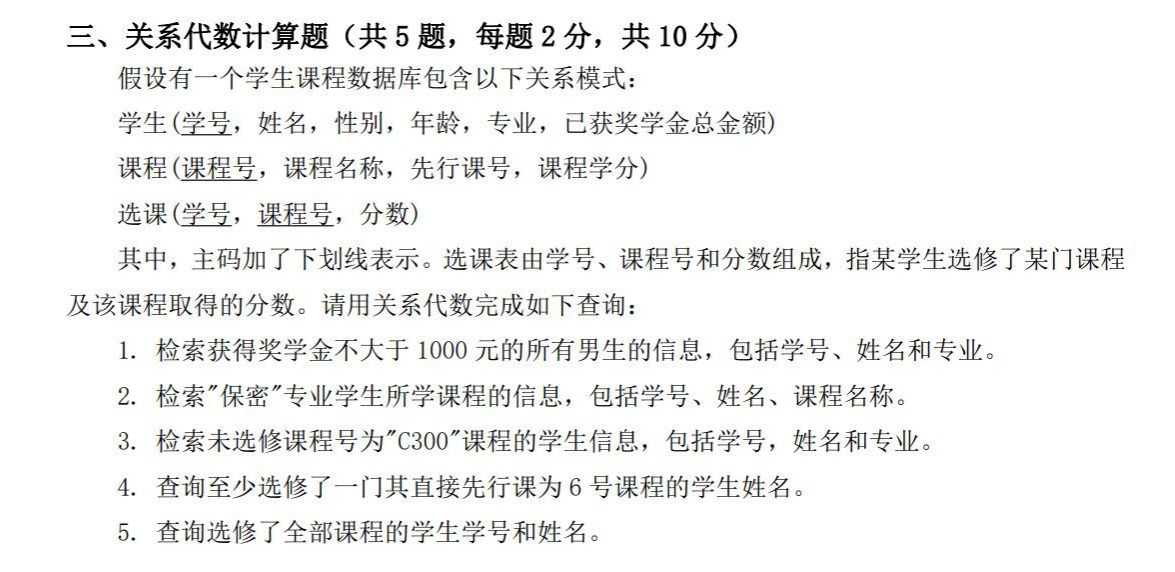 三、关系代数计算题（共 5 题，每题 2 分，共 10 分）
假设有一个学生课程数据库包含以下关系模式：
学生(学号，姓名，性别，年龄，专业，已获奖学金总金额)
课程(课程号，课程名称，先行课号，课程学分)
选课(学号，课程号，分数)
其中，主码加了下划线表示。选课表由学号、课程号和分数组成，指某学生选修了某门课程
及该课程取得的分数。请用关系代数完成如下查询：
1. 检索获得奖学金不大于 1000 元的所有男生的信息，包括学号、姓名和专业。
2. 检索"保密"专业学生所学课程的信息，包括学号、姓名、课程名称。
3. 检索未选修课程号为"C300"课程的学生信息，包括学号，姓名和专业。
4. 查询至少选修了一门其直接先行课为 6 号课程的学生姓名。
5. 查询选修了全部课程的学生学号和姓名。